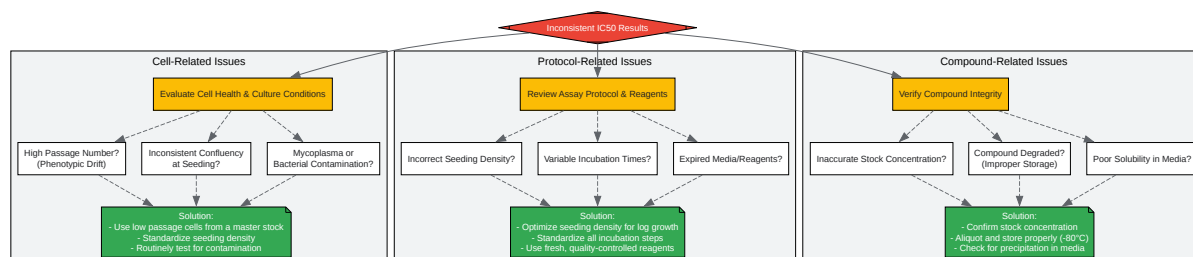 Inconsistent IC50 Results
Cell-Related Issues
Evaluate Cell Health & Culture Conditions
High Passage Number?
(Phenotypic Drift)
Inconsistent Confluency
at Seeding?
Mycoplasma or
Bacterial Contamination?
Solution:
- Use low passage cells from a master stock
- Standardize seeding density
- Routinely test for contamination
Protocol-Related Issues
Review Assay Protocol & Reagents
Incorrect Seeding Density?
Variable Incubation Times?
Expired Media/Reagents?
Solution:
- Optimize seeding density for log growth
- Standardize all incubation steps
- Use fresh, quality-controlled reagents
Compound-Related Issues
Verify Compound Integrity
Inaccurate Stock Concentration?
Compound Degraded?
(Improper Storage)
Poor Solubility in Media?
Solution:
- Confirm stock concentration
- Aliquot and store properly (-80°C)
- Check for precipitation in media